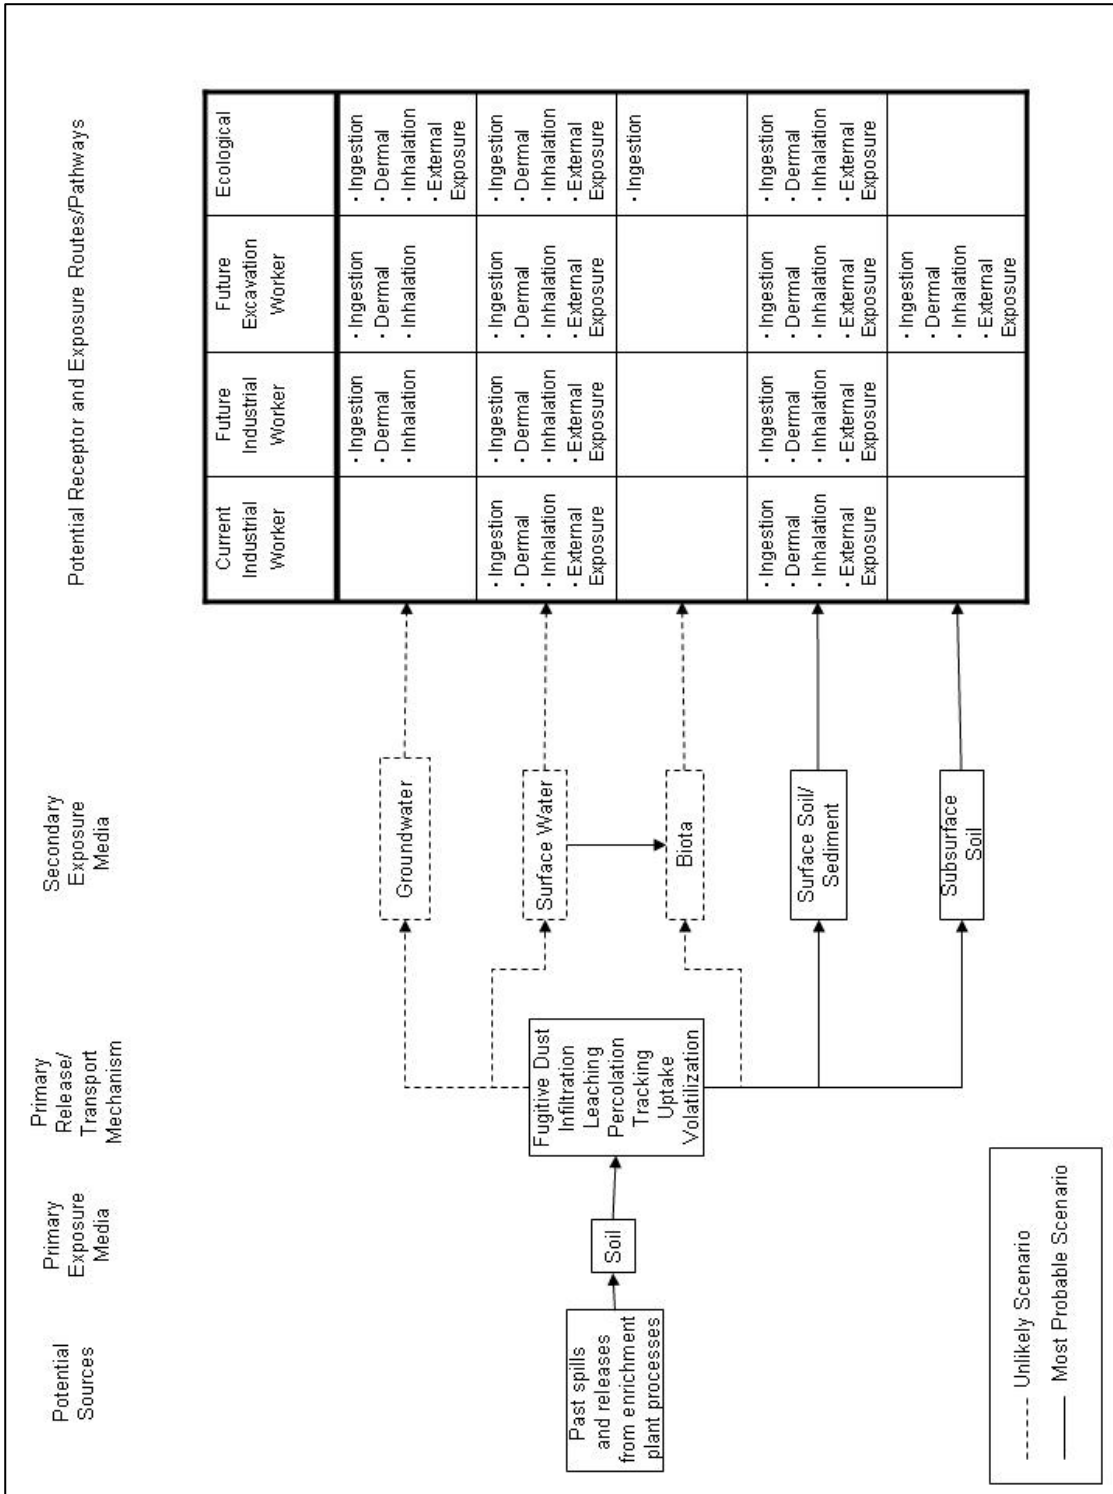 Potential
Sources
Primary
Exposure
Media
Primary
Release/
Transport
Mechanism
Secondary
Exposure
Media
Potential Receptor and Exposure Routes/Pathways
Past spills
and releases
from enrichment
plant processes
Soil
Fugitive Dust
Infiltration
Leaching
Percolation
Tracking
Uptake
Volatilization
Groundwater
Surface Water
Biota
Surface Soil/
Sediment
Subsurface
Soil
Current
Industrial
Worker
Future
Industrial
Worker
Future
Excavation
Worker
Ecological
· Ingestion
· Dermal
· Inhalation
· Ingestion
· Dermal
· Inhalation
· Ingestion
· Dermal
· Inhalation
· External
Exposure
· Ingestion
· Dermal
· Inhalation
· External
Exposure
· Ingestion
· Dermal
· Inhalation
· External
Exposure
· Ingestion
· Dermal
· Inhalation
· External
Exposure
· Ingestion
· Dermal
· Inhalation
· External
Exposure
· Ingestion
· Ingestion
· Dermal
· Inhalation
· External
Exposure
· Ingestion
· Dermal
· Inhalation
· External
Exposure
· Ingestion
· Dermal
· Inhalation
· External
Exposure
· Ingestion
· Dermal
· Inhalation
· External
Exposure
· Ingestion
· Dermal
· Inhalation
· External
Exposure
Unlikely Scenario
Most Probable Scenario